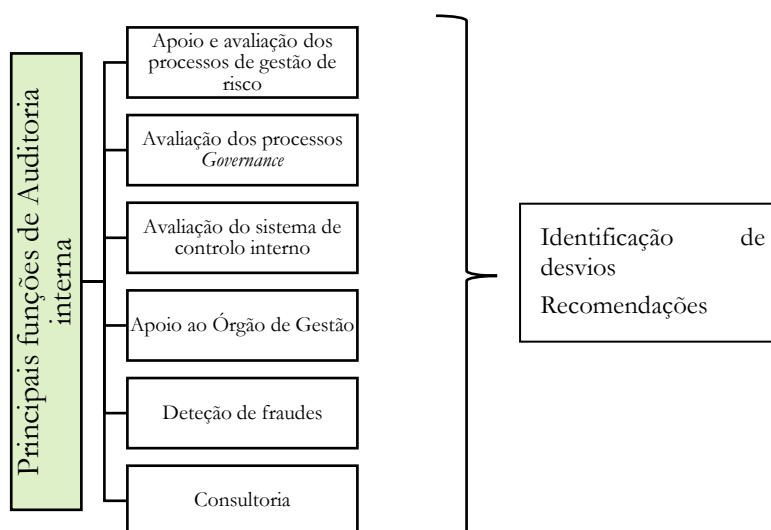 Principais funções de Auditoria
interna
Apoio e avaliação dos
processos de gestão de
risco
Avaliação dos processos
Governance
Avaliação do sistema de
controlo interno
Apoio ao Órgão de Gestão
Deteção de fraudes
Consultoria
Identificação de
desvios
Recomendações